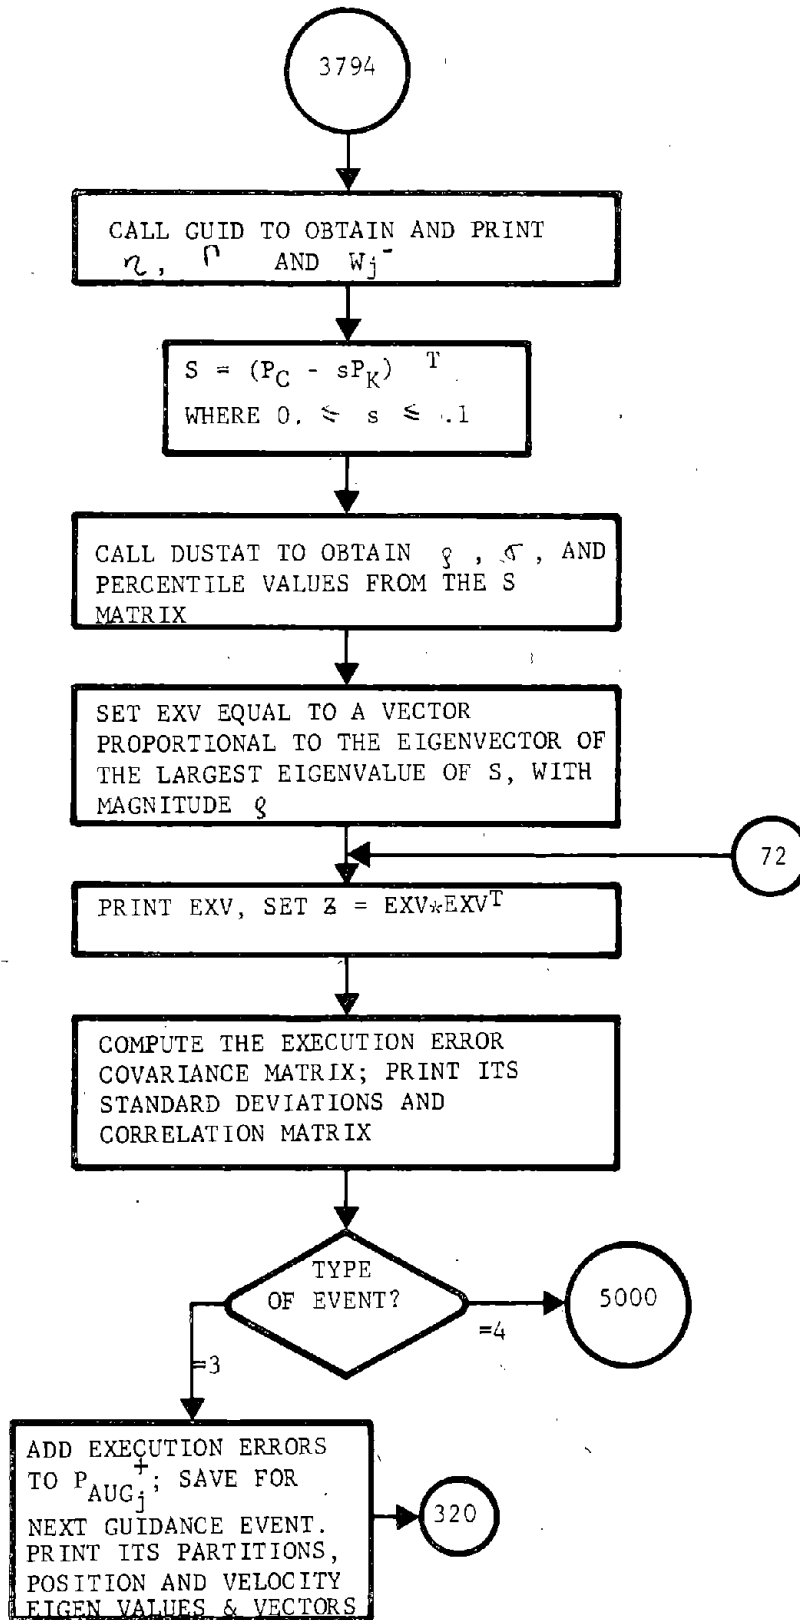 3794
CALL GUID TO OBTAIN AND PRINT
η, Γ AND Wj⁻
S = (P_C - sP_K) T
WHERE 0. ≤ s ≤ .1
CALL DUSTAT TO OBTAIN ρ , σ , AND
PERCENTILE VALUES FROM THE S
MATRIX
SET EXV EQUAL TO A VECTOR
PROPORTIONAL TO THE EIGENVECTOR OF
THE LARGEST EIGENVALUE OF S, WITH
MAGNITUDE ρ
72
PRINT EXV, SET Z = EXV*EXV^T
COMPUTE THE EXECUTION ERROR
COVARIANCE MATRIX; PRINT ITS
STANDARD DEVIATIONS AND
CORRELATION MATRIX
TYPE
OF EVENT?
5000
=4
=3
ADD EXECUTION ERRORS
TO P_AUG_j^+; SAVE FOR
NEXT GUIDANCE EVENT.
PRINT ITS PARTITIONS,
POSITION AND VELOCITY
EIGEN VALUES & VECTORS
320